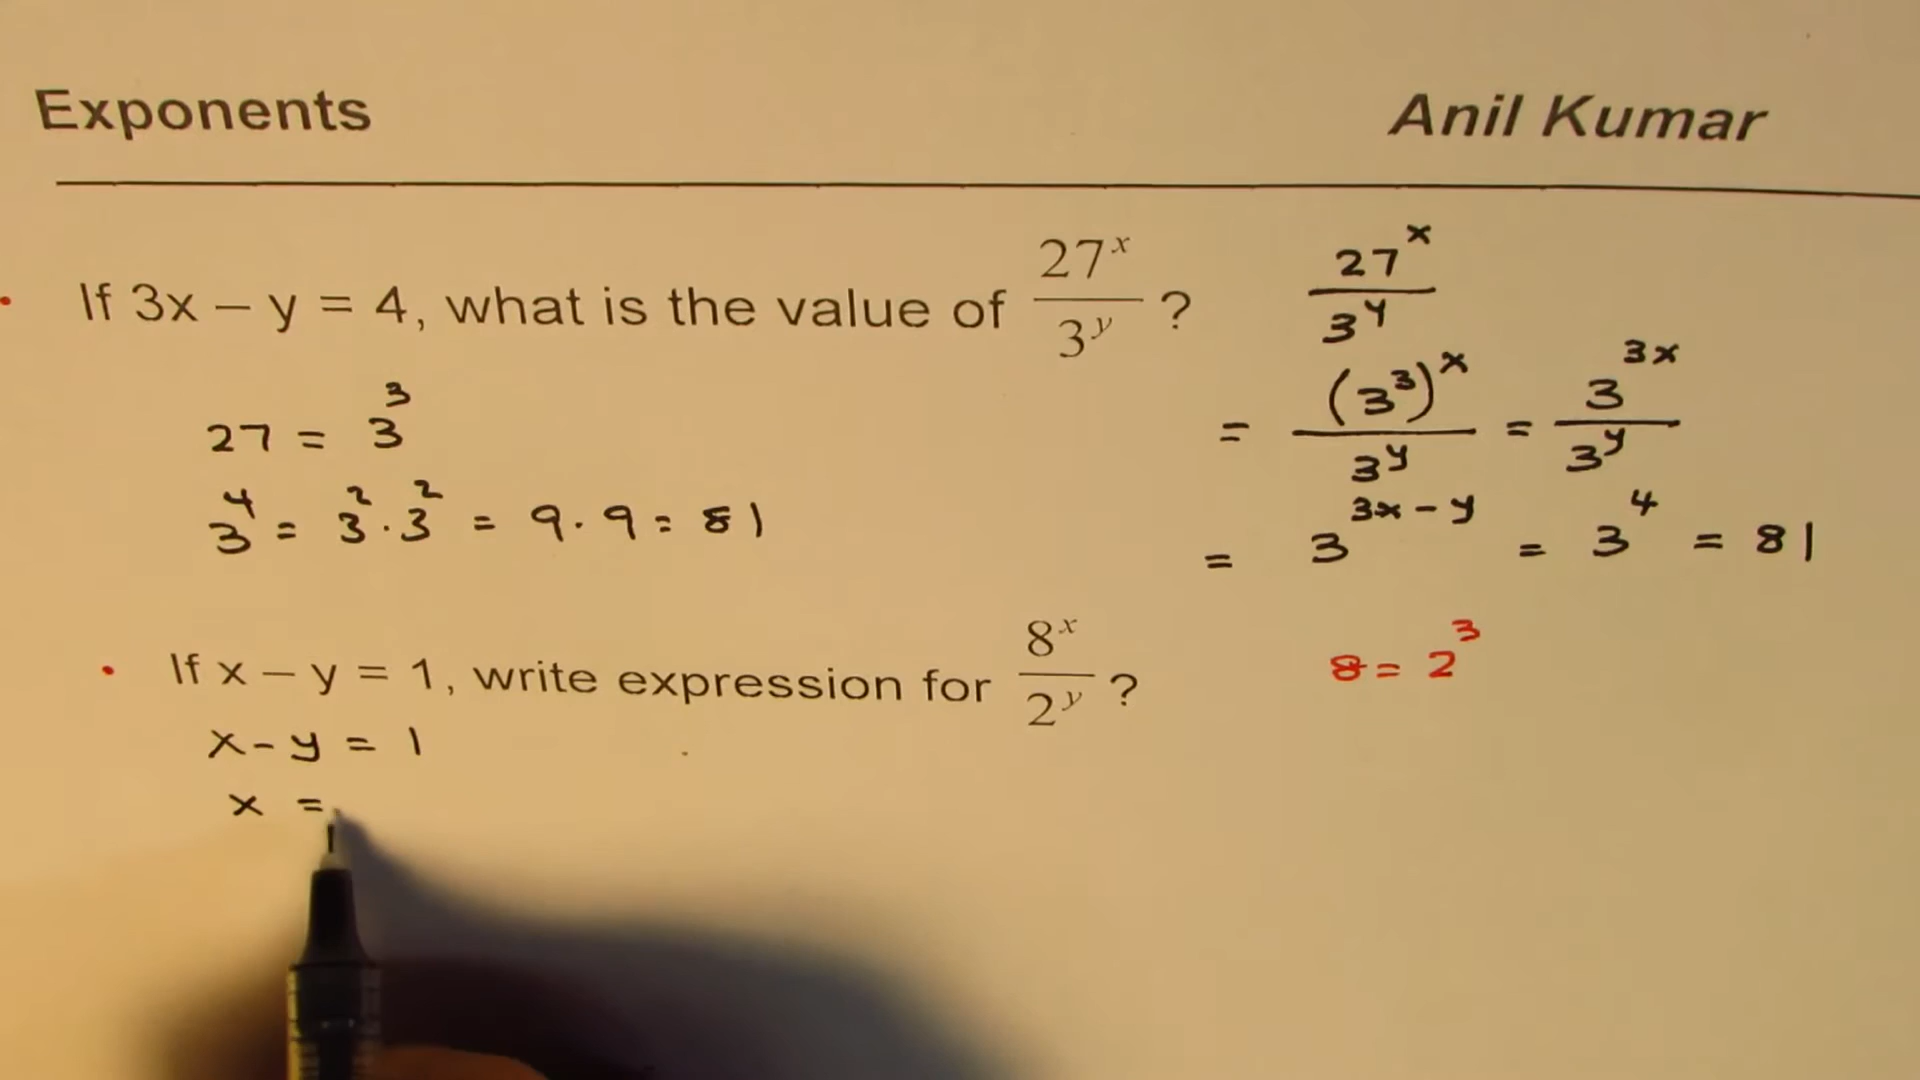 Exponents Anil Kumar
If 3x – y = 4, what is the value of 27^x / 3^y ?
27^x / 3^y
= (3^3)^x / 3^y = 3^3x / 3^y
= 3^3x-y = 3^4 = 81
27 = 3^3
3^4 = 3^2 . 3^2 = 9 . 9 = 81
If x – y = 1, write expression for 8^x / 2^y ?
8 = 2^3
x - y = 1
x =